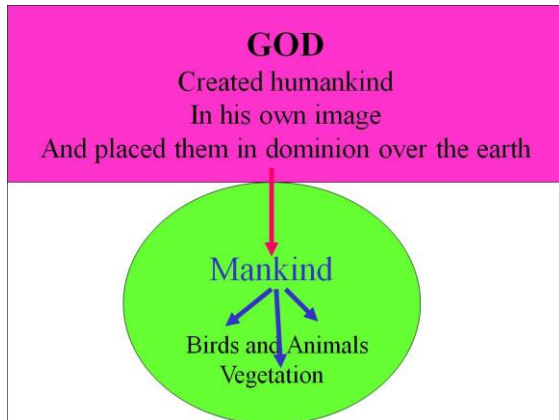 GOD
Created humankind
In his own image
And placed them in dominion over the earth
Mankind
Birds and Animals
Vegetation